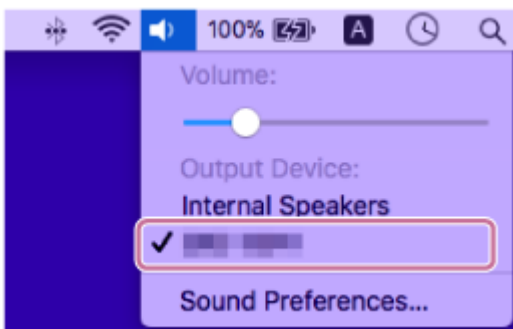 100% A
Volume:
Output Device:
Internal Speakers
Sound Preferences...